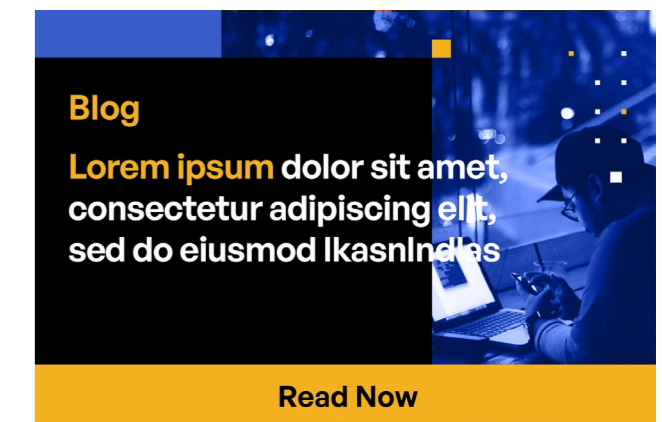 Blog
Lorem ipsum dolor sit amet,
consectetur adipiscing elit,
sed do eiusmod lkasnlndlas
Read Now